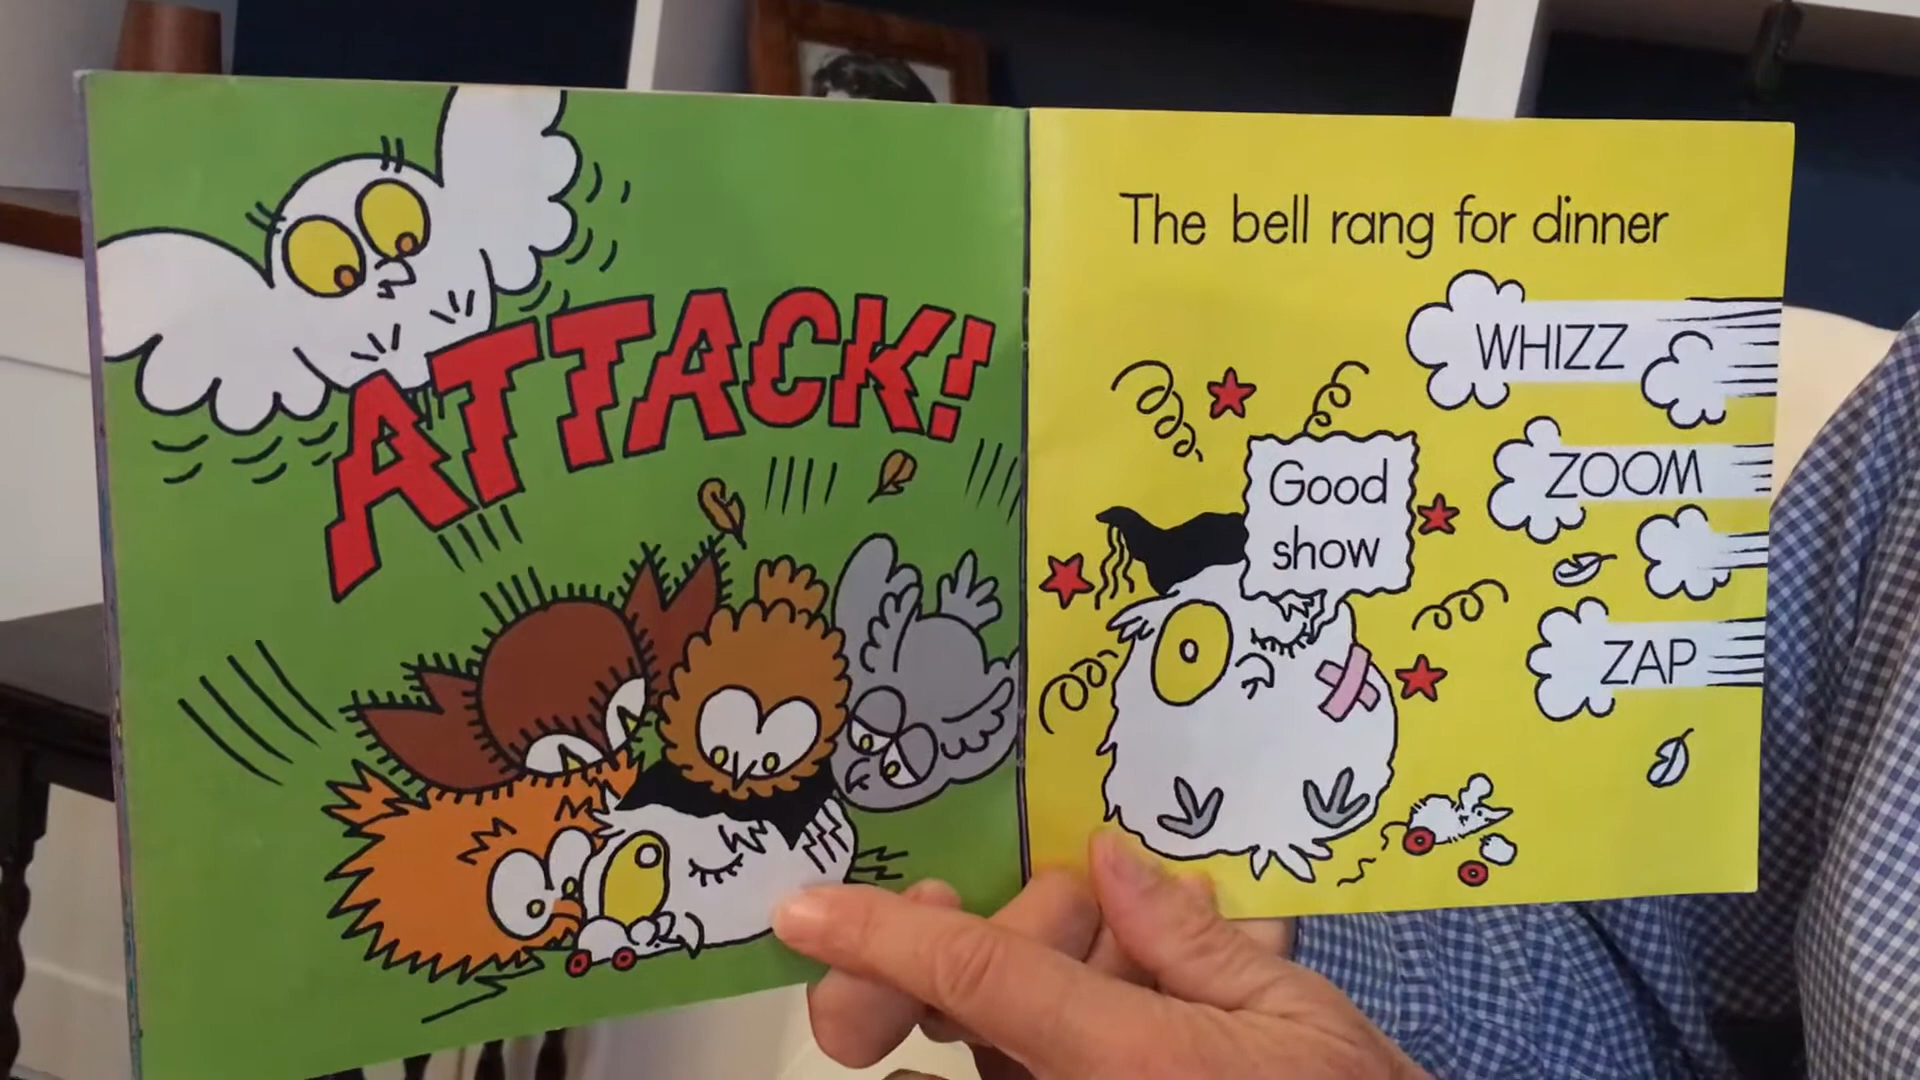 ATTACK!
The bell rang for dinner
WHIZZ
Good
show
ZOOM
ZAP